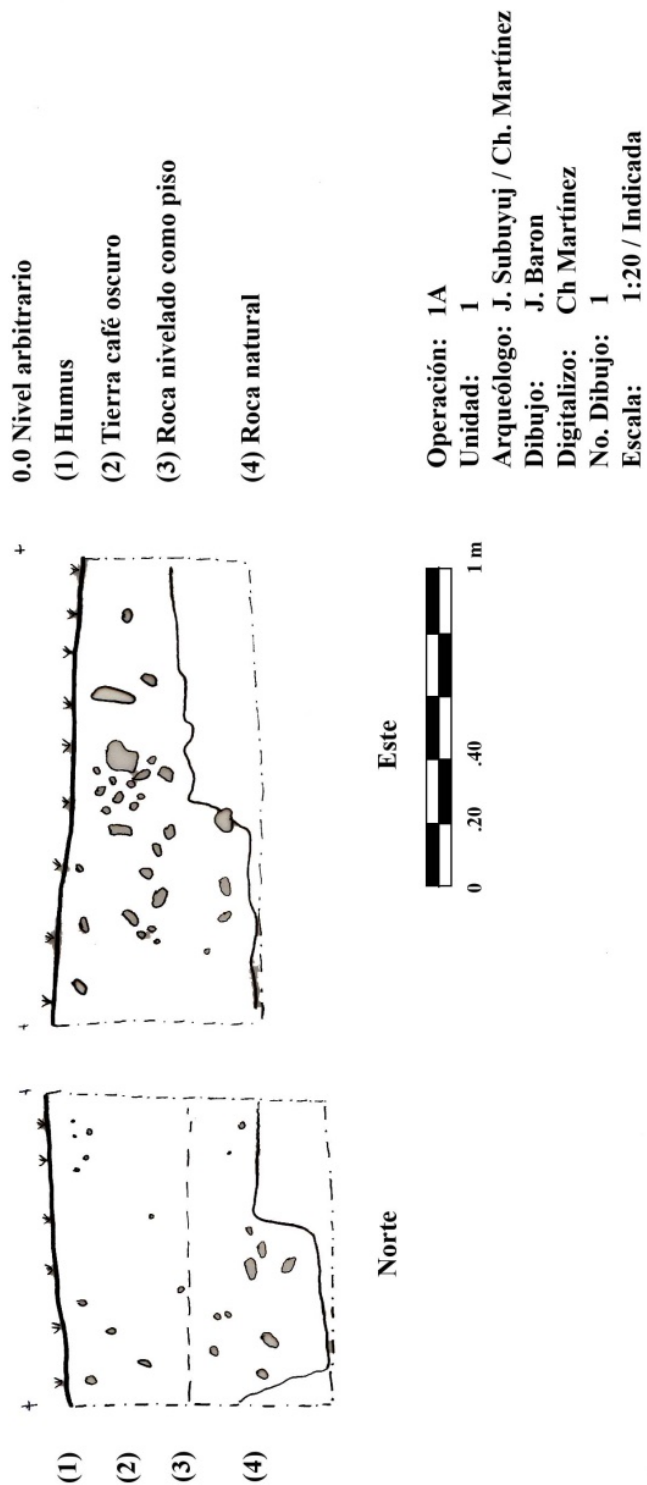 (1)
(2)
(3)
(4)
Norte
Este
0.0 Nivel arbitrario
(1) Humus
(2) Tierra café oscuro
(3) Roca nivelado como piso
(4) Roca natural
0 .20 .40 1 m
Operación: 1A
Unidad: 1
Arqueólogo: J. Subuyuj / Ch. Martínez
Dibujo: J. Baron
Digitalizo: Ch Martínez
No. Dibujo: 1
Escala: 1:20 / Indicada